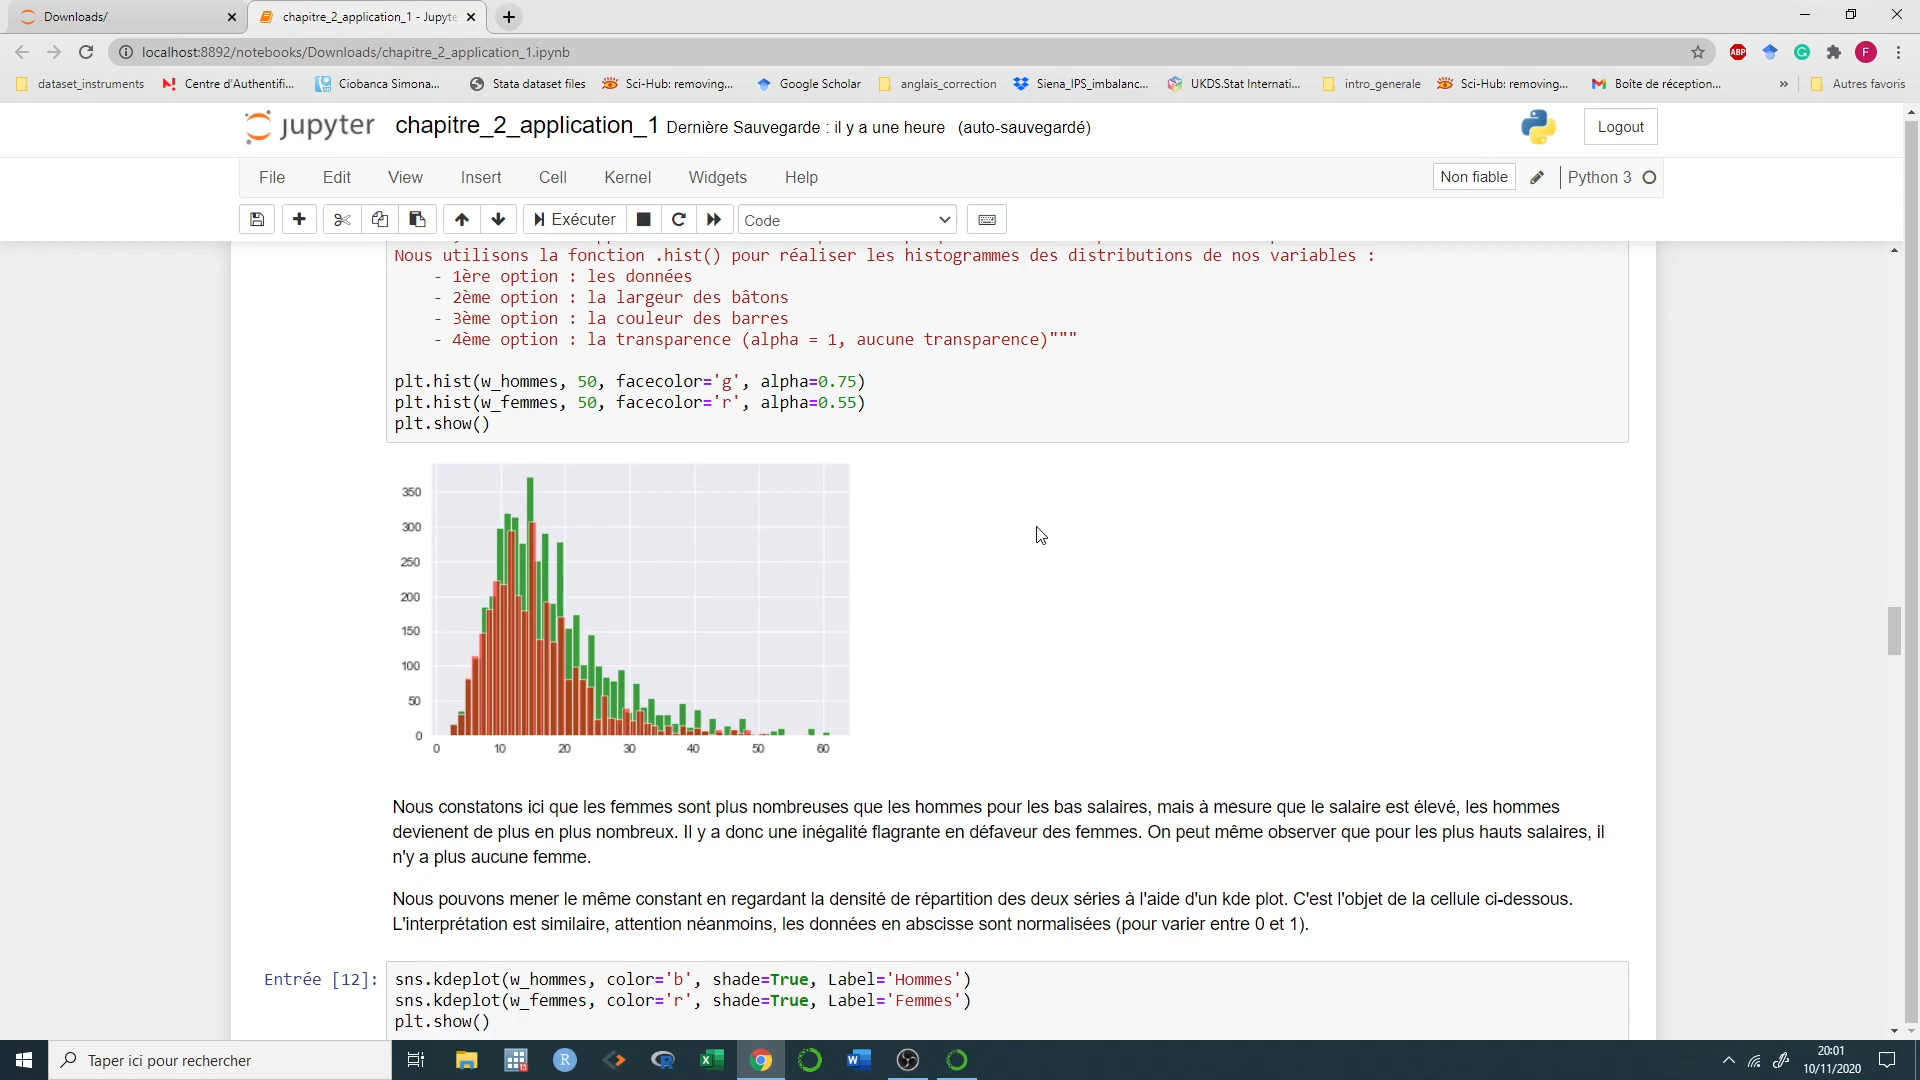 Downloads/
chapitre_2_application_1 - Jupyte
localhost:8892/notebooks/Downloads/chapitre_2_application_1.ipynb
ABP
F
dataset_instruments
Centre d'Authentifi...
Ciobanca Simona...
Stata dataset files
Sci-Hub: removing...
Google Scholar
anglais_correction
Siena_IPS_imbalanc...
UKDS.Stat Internati...
intro_generale
Sci-Hub: removing...
Boîte de réception...
»
Autres favoris
jupyter chapitre_2_application_1 Dernière Sauvegarde : il y a une heure (auto-sauvegardé)
Logout
File Edit View Insert Cell Kernel Widgets Help
Non fiable
Python 3
Exécuter
Code
Nous utilisons la fonction .hist() pour réaliser les histogrammes des distributions de nos variables :
- 1ère option : les données
- 2ème option : la largeur des bâtons
- 3ème option : la couleur des barres
- 4ème option : la transparence (alpha = 1, aucune transparence)"""
plt.hist(w_hommes, 50, facecolor='g', alpha=0.75)
plt.hist(w_femmes, 50, facecolor='r', alpha=0.55)
plt.show()
350
300
250
200
150
100
50
0
0 10 20 30 40 50 60
Nous constatons ici que les femmes sont plus nombreuses que les hommes pour les bas salaires, mais à mesure que le salaire est élevé, les hommes
devienent de plus en plus nombreux. Il y a donc une inégalité flagrante en défaveur des femmes. On peut même observer que pour les plus hauts salaires, il
n'y a plus aucune femme.
Nous pouvons mener le même constant en regardant la densité de répartition des deux séries à l'aide d'un kde plot. C'est l'objet de la cellule ci-dessous.
L'interprétation est similaire, attention néanmoins, les données en abscisse sont normalisées (pour varier entre 0 et 1).
Entrée [12]:
sns.kdeplot(w_hommes, color='b', shade=True, Label='Hommes')
sns.kdeplot(w_femmes, color='r', shade=True, Label='Femmes')
plt.show()
Taper ici pour rechercher
20:01
10/11/2020